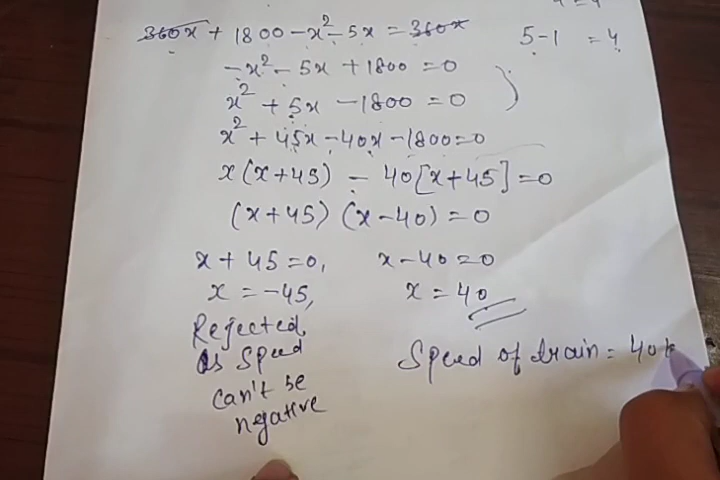 360x + 1800 - x² - 5x = 360x
5 - 1 = 4
-x² - 5x + 1800 = 0
x² + 5x - 1800 = 0
x² + 45x - 40x - 1800 = 0
x(x+45) - 40[x+45] = 0
(x+45) (x-40) = 0
x + 45 = 0, x - 40 = 0
x = -45, x = 40
Rejected,
as speed
can't be
negative
Speed of train = 40k